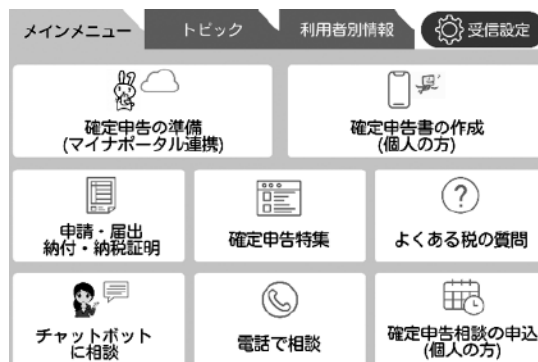 メインメニュー
トピック
利用者別情報
受信設定
確定申告の準備
(マイナポータル連携)
確定申告書の作成
(個人の方)
申請・届出
納付・納税証明
確定申告特集
よくある税の質問
チャットボット
に相談
電話で相談
確定申告相談の申込
(個人の方)